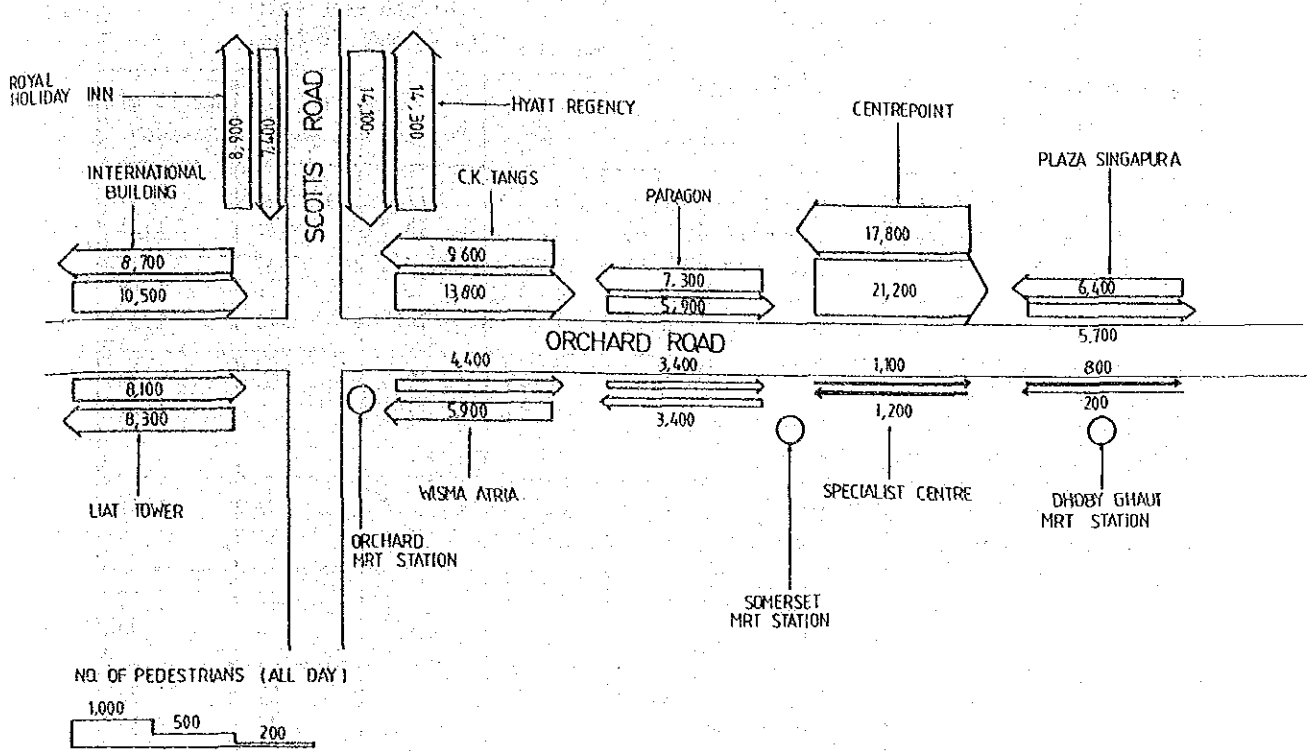 ROYAL
HOLIDAY INN
8,900
7,400
SCOTTS ROAD
14,100
14,300
HYATT REGENCY
CENTREPOINT
INTERNATIONAL
BUILDING
C.K. TANGS
PARAGON
PLAZA SINGAPURA
8,700
10,500
9,600
13,800
7,300
5,900
17,800
21,200
6,400
5,700
ORCHARD ROAD
8,100
8,300
4,400
5,900
3,400
3,400
1,100
1,200
800
200
LIAT TOWER
WISMA ATRIA
SPECIALIST CENTRE
DHOBY GHAUT
MRT STATION
ORCHARD
MRT STATION
SOMERSET
MRT STATION
NO. OF PEDESTRIANS (ALL DAY)
1,000
500
200